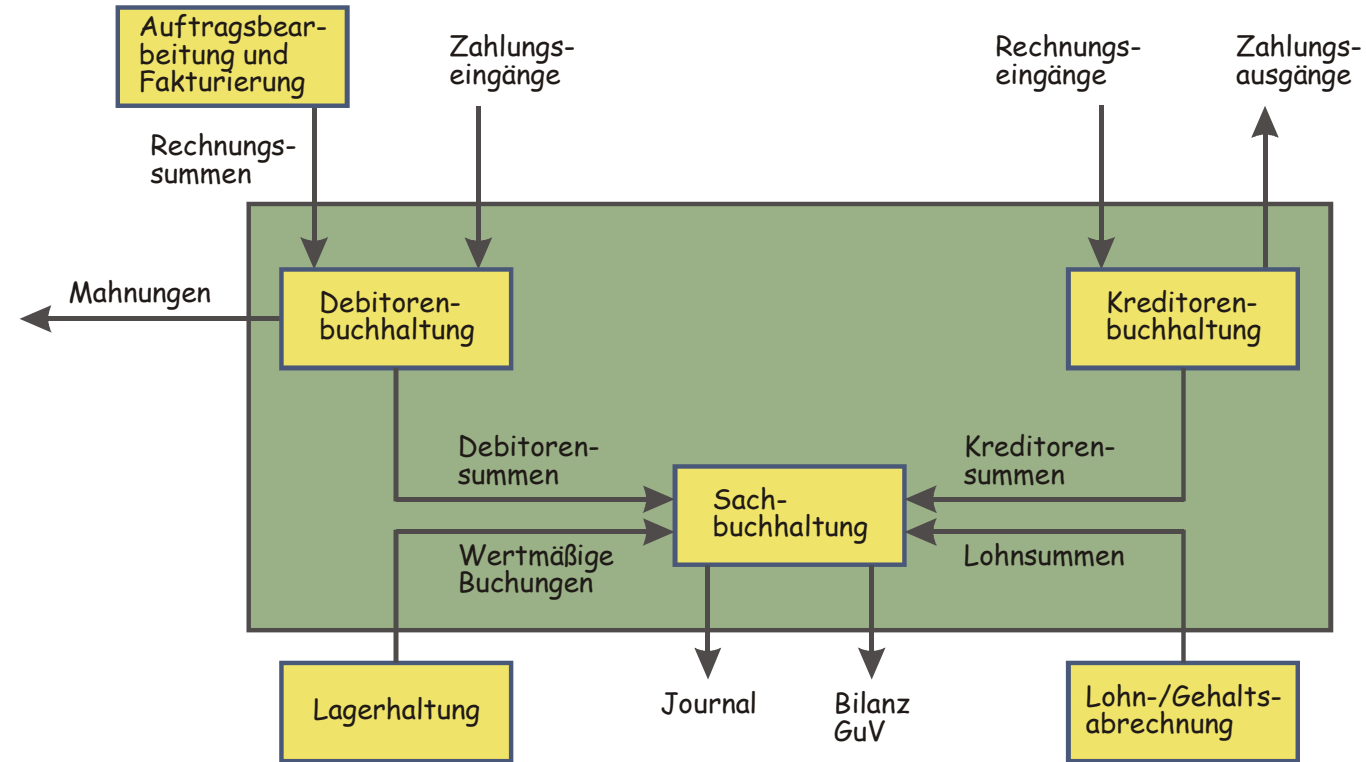 Auftragsbear-
beitung und
Fakturierung
Zahlungs-
eingänge
Rechnungs-
eingänge
Zahlungs-
ausgänge
Rechnungs-
summen
Mahnungen
Debitoren-
buchhaltung
Kreditoren-
buchhaltung
Debitoren-
summen
Kreditoren-
summen
Sach-
buchhaltung
Wertmäßige
Buchungen
Lohnsummen
Lagerhaltung
Journal
Bilanz
GuV
Lohn-/Gehalts-
abrechnung